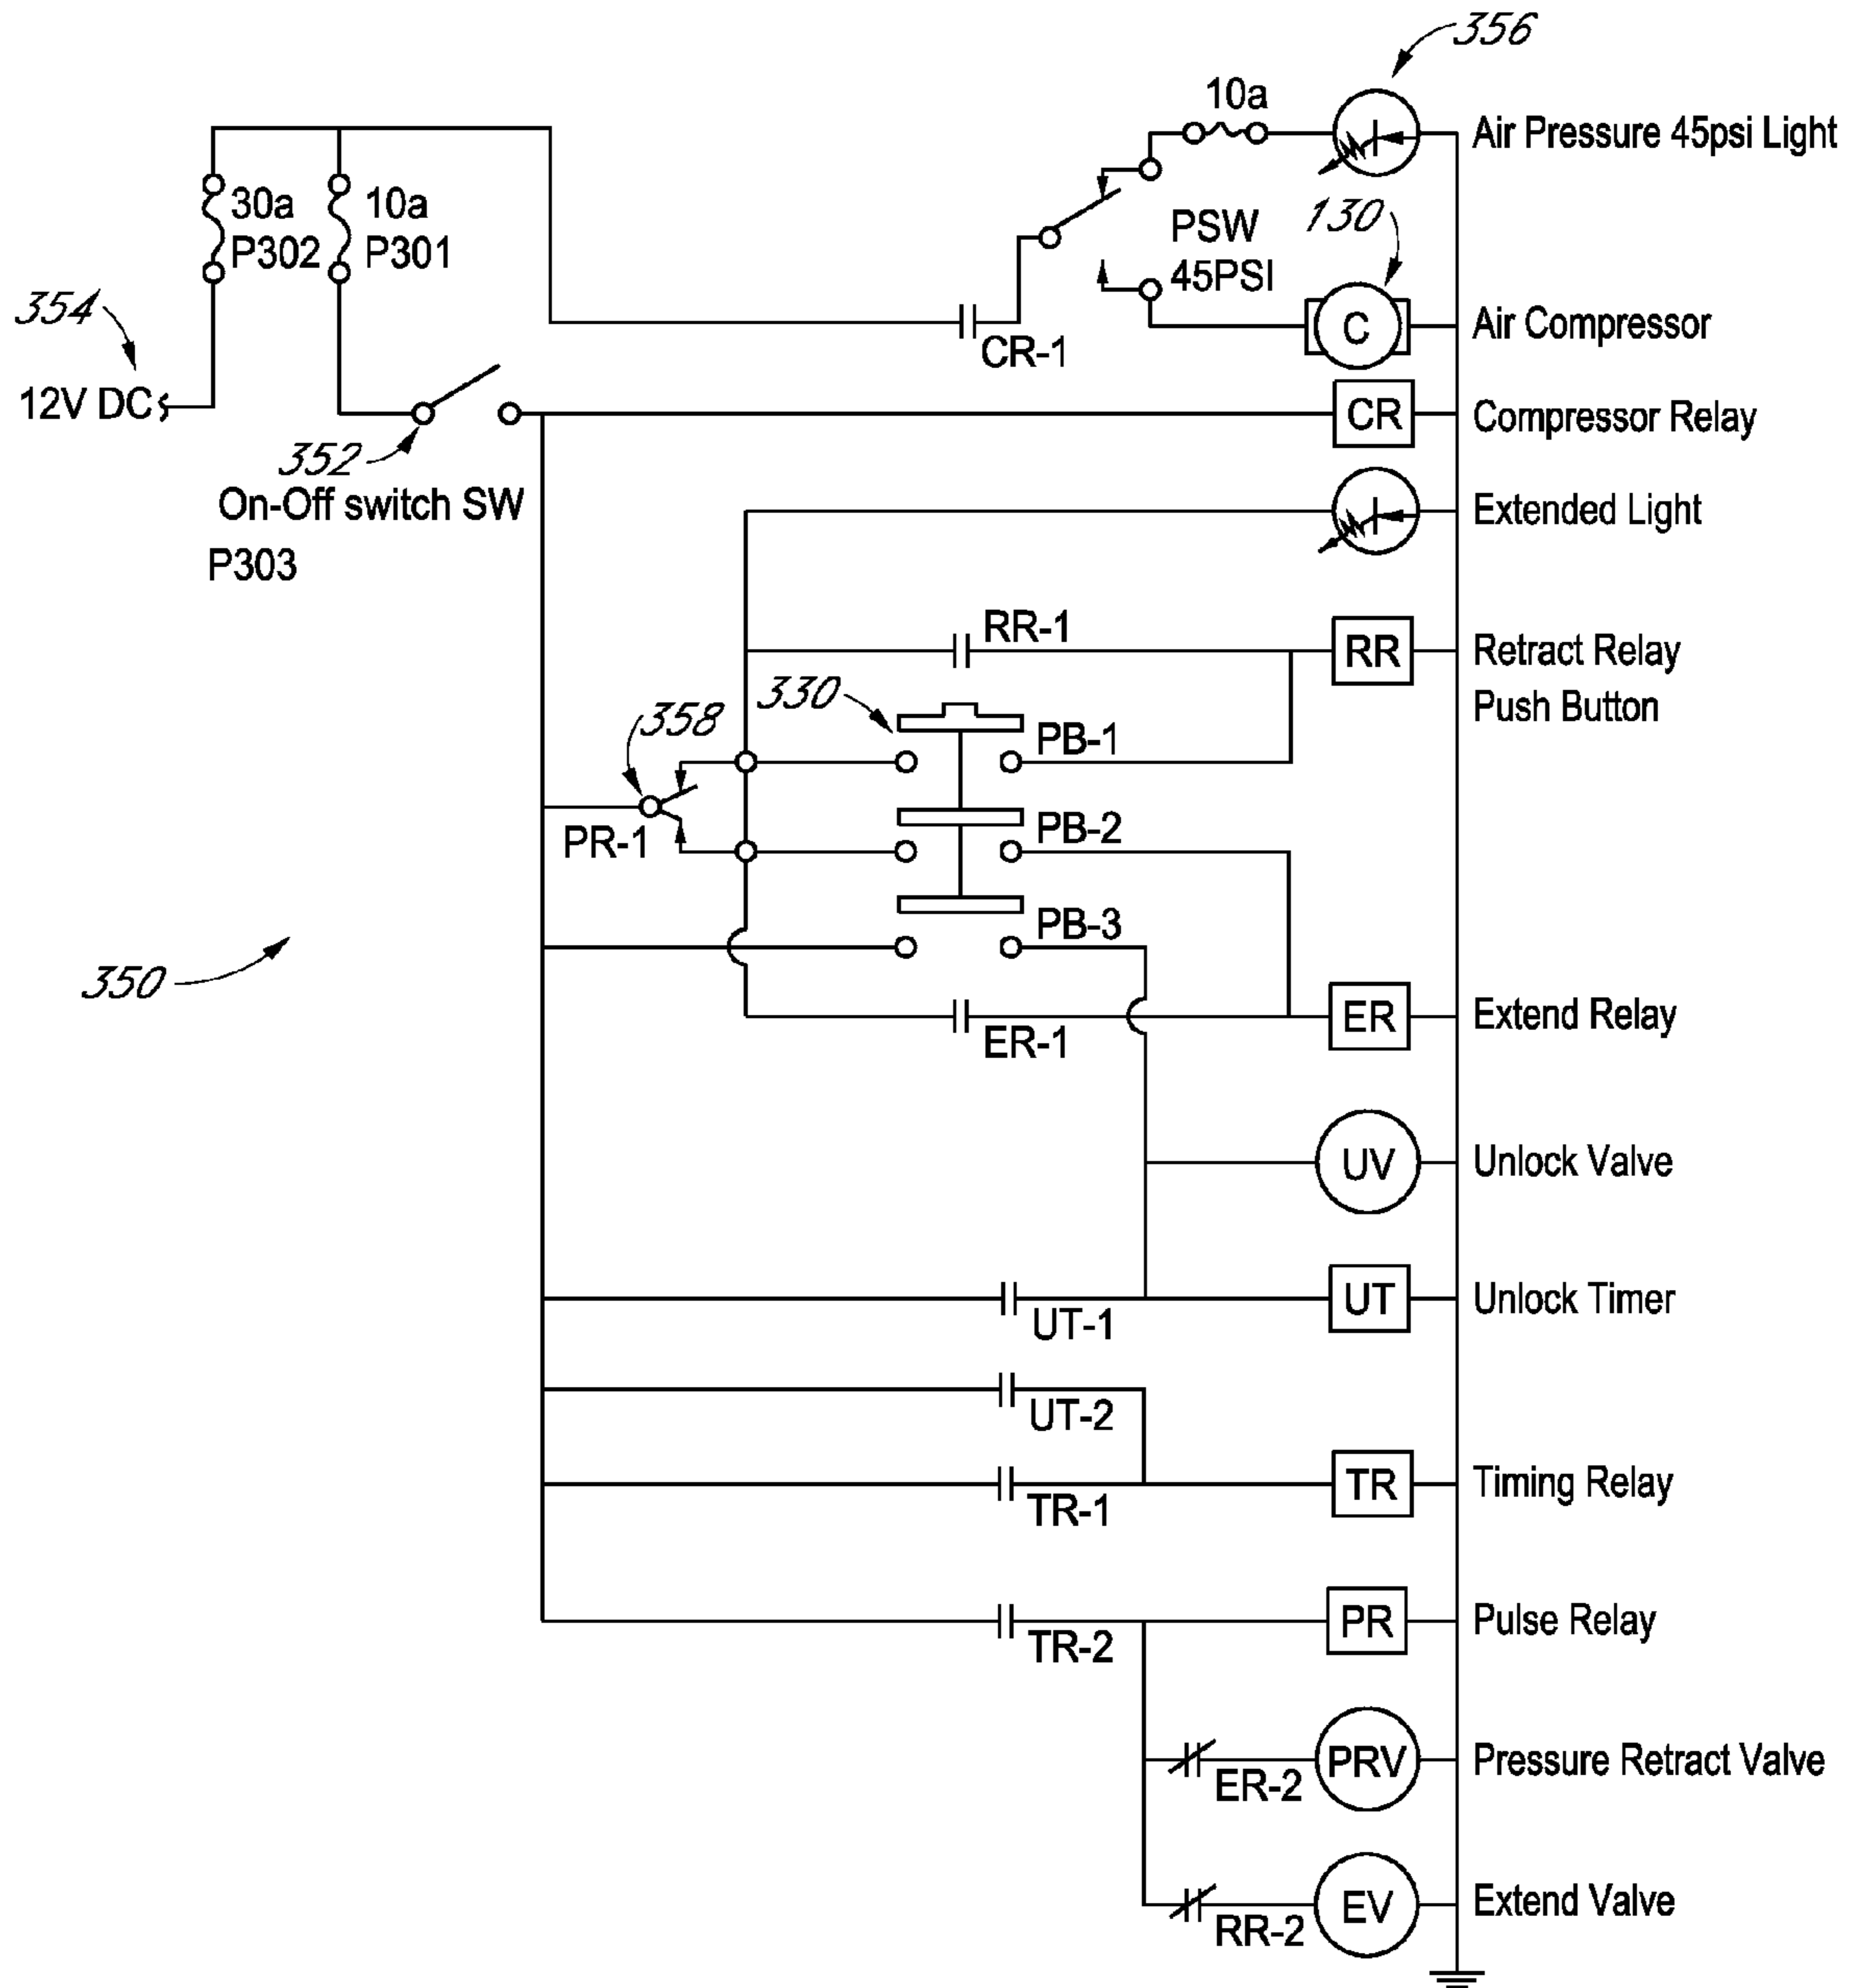 356
10a
Air Pressure 45psi Light
30a
P302
10a
P301
PSW
45PSI
130
354
C
Air Compressor
CR-1
12V DC
CR
Compressor Relay
352
On-Off switch SW
P303
Extended Light
RR-1
RR
Retract Relay
Push Button
330
358
PB-1
PR-1
PB-2
PB-3
350
ER-1
ER
Extend Relay
UV
Unlock Valve
UT-1
UT
Unlock Timer
UT-2
TR-1
TR
Timing Relay
TR-2
PR
Pulse Relay
ER-2
PRV
Pressure Retract Valve
RR-2
EV
Extend Valve